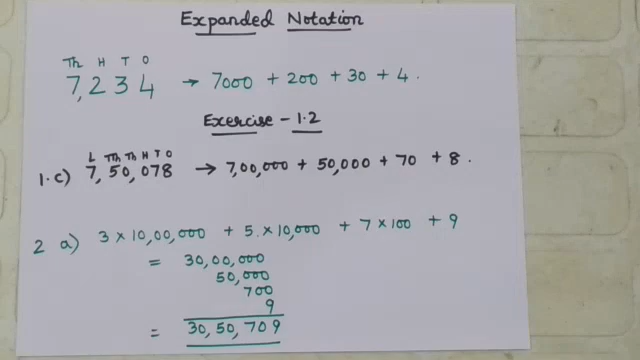 Expanded Notation
Th H T O
7,234 → 7000 + 200 + 30 + 4.
Exercise - 1.2
L TTh Th H T O
1.c) 7,50,078 → 7,00,000 + 50,000 + 70 + 8.
2 a) 3 × 10,00,000 + 5.×10,000 + 7×100 + 9
= 30,00,000
50,000
700
9
= 30,50,709